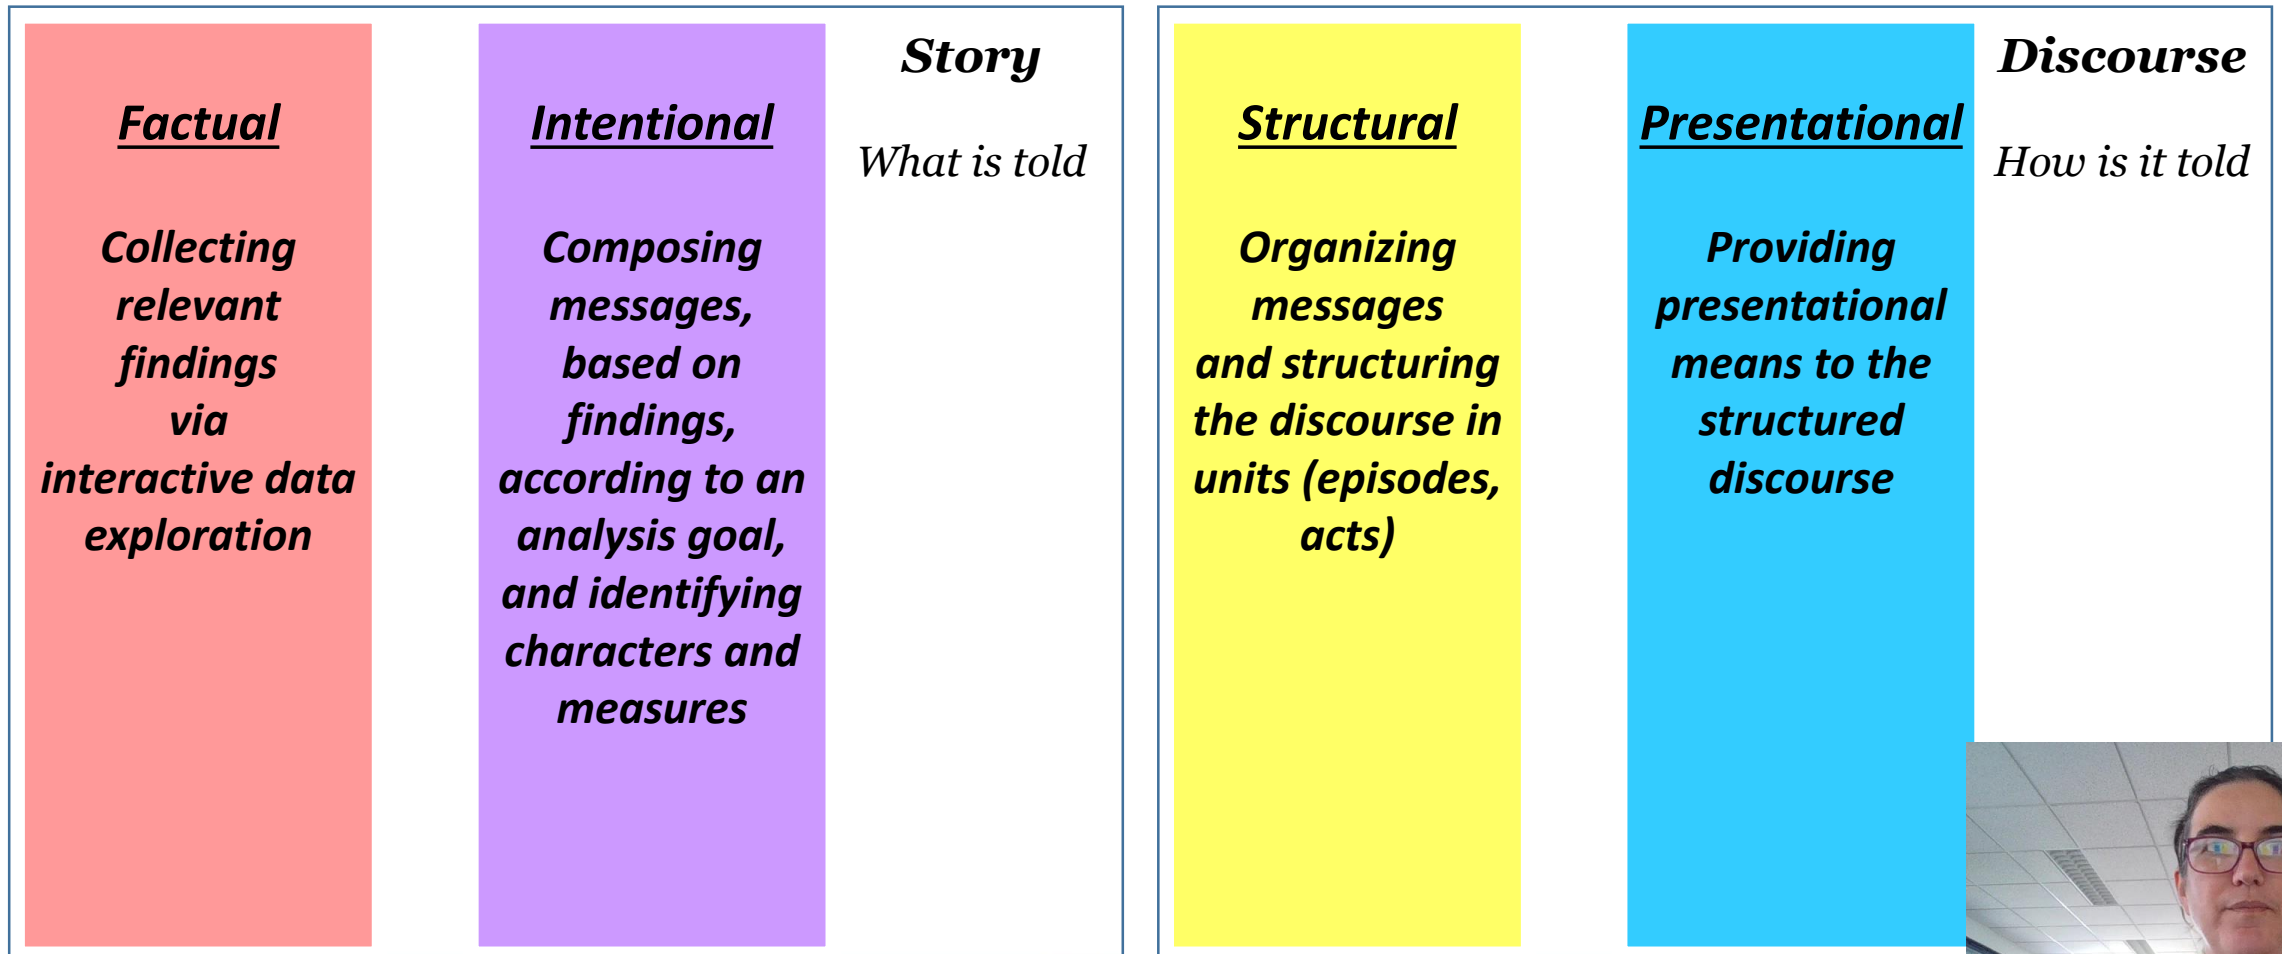 Factual
Collecting
relevant
findings
via
interactive data
exploration
Intentional
Composing
messages,
based on
findings,
according to an
analysis goal,
and identifying
characters and
measures
Story
What is told
Structural
Organizing
messages
and structuring
the discourse in
units (episodes,
acts)
Presentational
Providing
presentational
means to the
structured
discourse
Discourse
How is it told